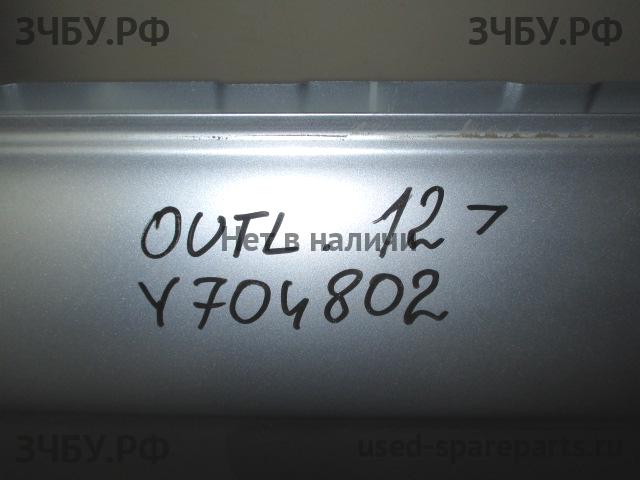 ЗЧБУ.РФ ЗЧБУ.РФ
OUTL. 12 >
Нет в наличии
Y704802
ЗЧБУ.РФ used-spareparts.ru